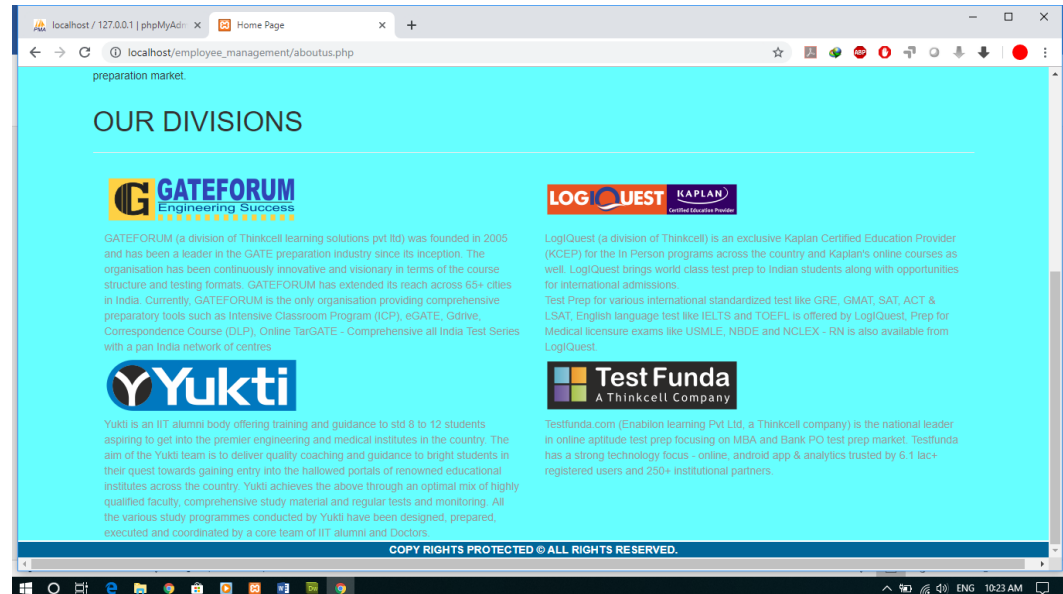 localhost / 127.0.0.1 | phpMyAdm
Home Page
localhost/employee_management/aboutus.php
ABP
preparation market.
OUR DIVISIONS
GATEFORUM
Engineering Success
GATEFORUM (a division of Thinkcell learning solutions pvt ltd) was founded in 2005
and has been a leader in the GATE preparation industry since its inception. The
organisation has been continuously innovative and visionary in terms of the course
structure and testing formats. GATEFORUM has extended its reach across 65+ cities
in India. Currently, GATEFORUM is the only organisation providing comprehensive
preparatory tools such as Intensive Classroom Program (ICP), eGATE, Gdrive,
Correspondence Course (DLP), Online TarGATE - Comprehensive all India Test Series
with a pan India network of centres
LOGIQUEST
KAPLAN
Certified Education Provider
LogIQuest (a division of Thinkcell) is an exclusive Kaplan Certified Education Provider
(KCEP) for the In Person programs across the country and Kaplan's online courses as
well. LogIQuest brings world class test prep to Indian students along with opportunities
for international admissions.
Test Prep for various international standardized test like GRE, GMAT, SAT, ACT &
LSAT, English language test like IELTS and TOEFL is offered by LogIQuest, Prep for
Medical licensure exams like USMLE, NBDE and NCLEX - RN is also available from
LogIQuest.
Yukti
Yukti is an IIT alumni body offering training and guidance to std 8 to 12 students
aspiring to get into the premier engineering and medical institutes in the country. The
aim of the Yukti team is to deliver quality coaching and guidance to bright students in
their quest towards gaining entry into the hallowed portals of renowned educational
institutes across the country. Yukti achieves the above through an optimal mix of highly
qualified faculty, comprehensive study material and regular tests and monitoring. All
the various study programmes conducted by Yukti have been designed, prepared,
executed and coordinated by a core team of IIT alumni and Doctors.
Test Funda
A Thinkcell Company
Testfunda.com (Enabilon learning Pvt Ltd, a Thinkcell company) is the national leader
in online aptitude test prep focusing on MBA and Bank PO test prep market. Testfunda
has a strong technology focus - online, android app & analytics trusted by 6.1 lac+
registered users and 250+ institutional partners.
COPY RIGHTS PROTECTED © ALL RIGHTS RESERVED.
ENG
10:23 AM